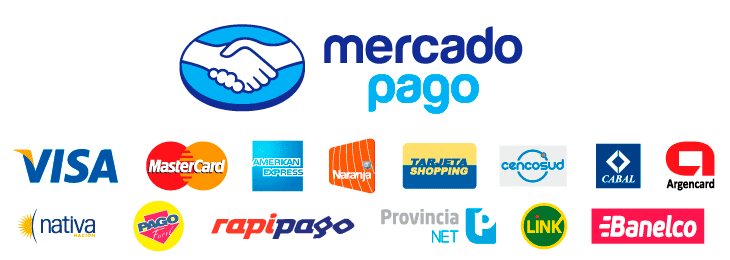 mercado
pago
VISA
MasterCard
AMERICAN
EXPRESS
Naranja
TARJETA
SHOPPING
cencosud
CABAL
Argencard
nativa
NACIÓN
PAGO
Fácil
rapipago
Provincia
NET
LiNK
Banelco